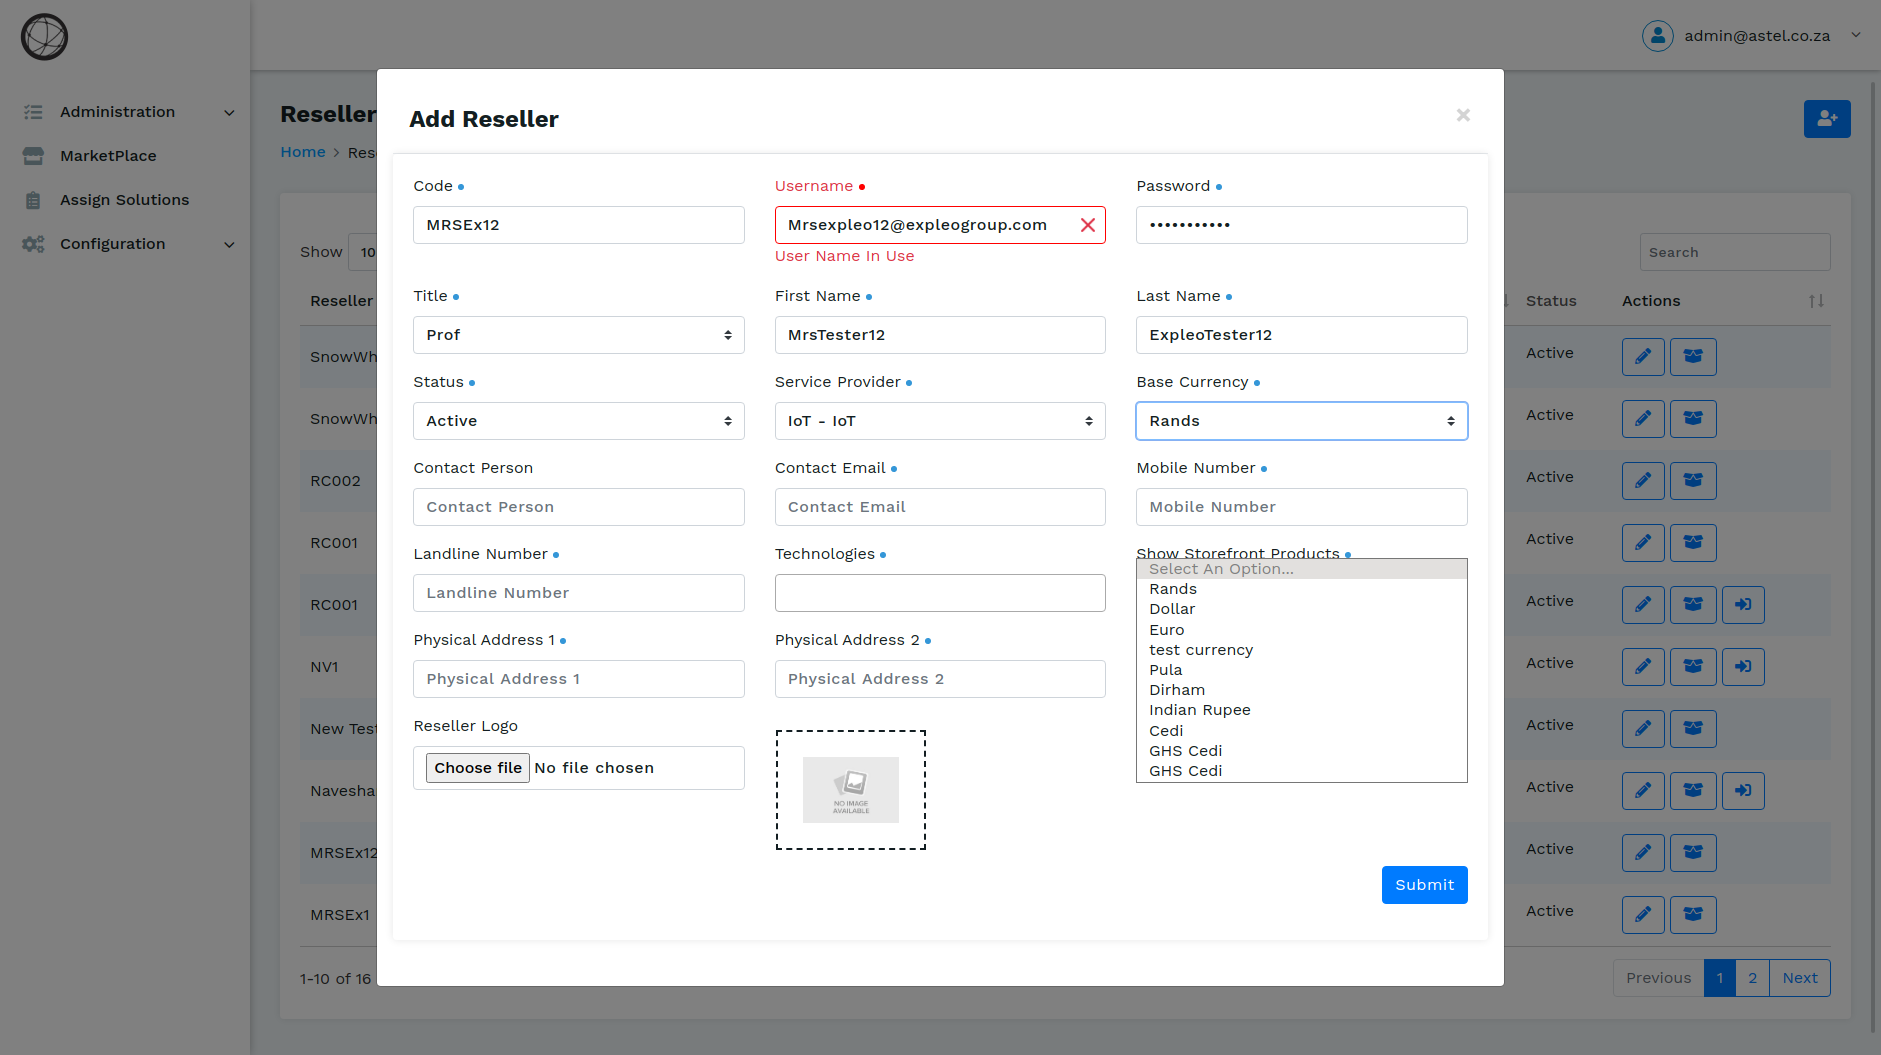 admin@astel.co.za
Administration
MarketPlace
Assign Solutions
Configuration
Reseller
Home > Res
Show 10
Search
Reseller
Status
Actions
SnowWh
Active
SnowWh
Active
RC002
Active
RC001
Active
RC001
Active
NV1
Active
New Test
Active
Navesha
Active
MRSEx12
Active
MRSEx1
Active
1-10 of 16
Previous
1
2
Next
Add Reseller
×
Code
Username
Password
MRSEx12
Mrsexpleo12@expleogroup.com
•••••••••••
User Name In Use
Title
First Name
Last Name
Prof
MrsTester12
ExpleoTester12
Status
Service Provider
Base Currency
Active
IoT - IoT
Rands
Contact Person
Contact Email
Mobile Number
Contact Person
Contact Email
Mobile Number
Landline Number
Technologies
Show Storefront Products
Landline Number
Select An Option...
Rands
Dollar
Euro
test currency
Pula
Dirham
Indian Rupee
Cedi
GHS Cedi
GHS Cedi
Physical Address 1
Physical Address 2
Physical Address 1
Physical Address 2
Reseller Logo
Choose file No file chosen
NO IMAGE
AVAILABLE
Submit